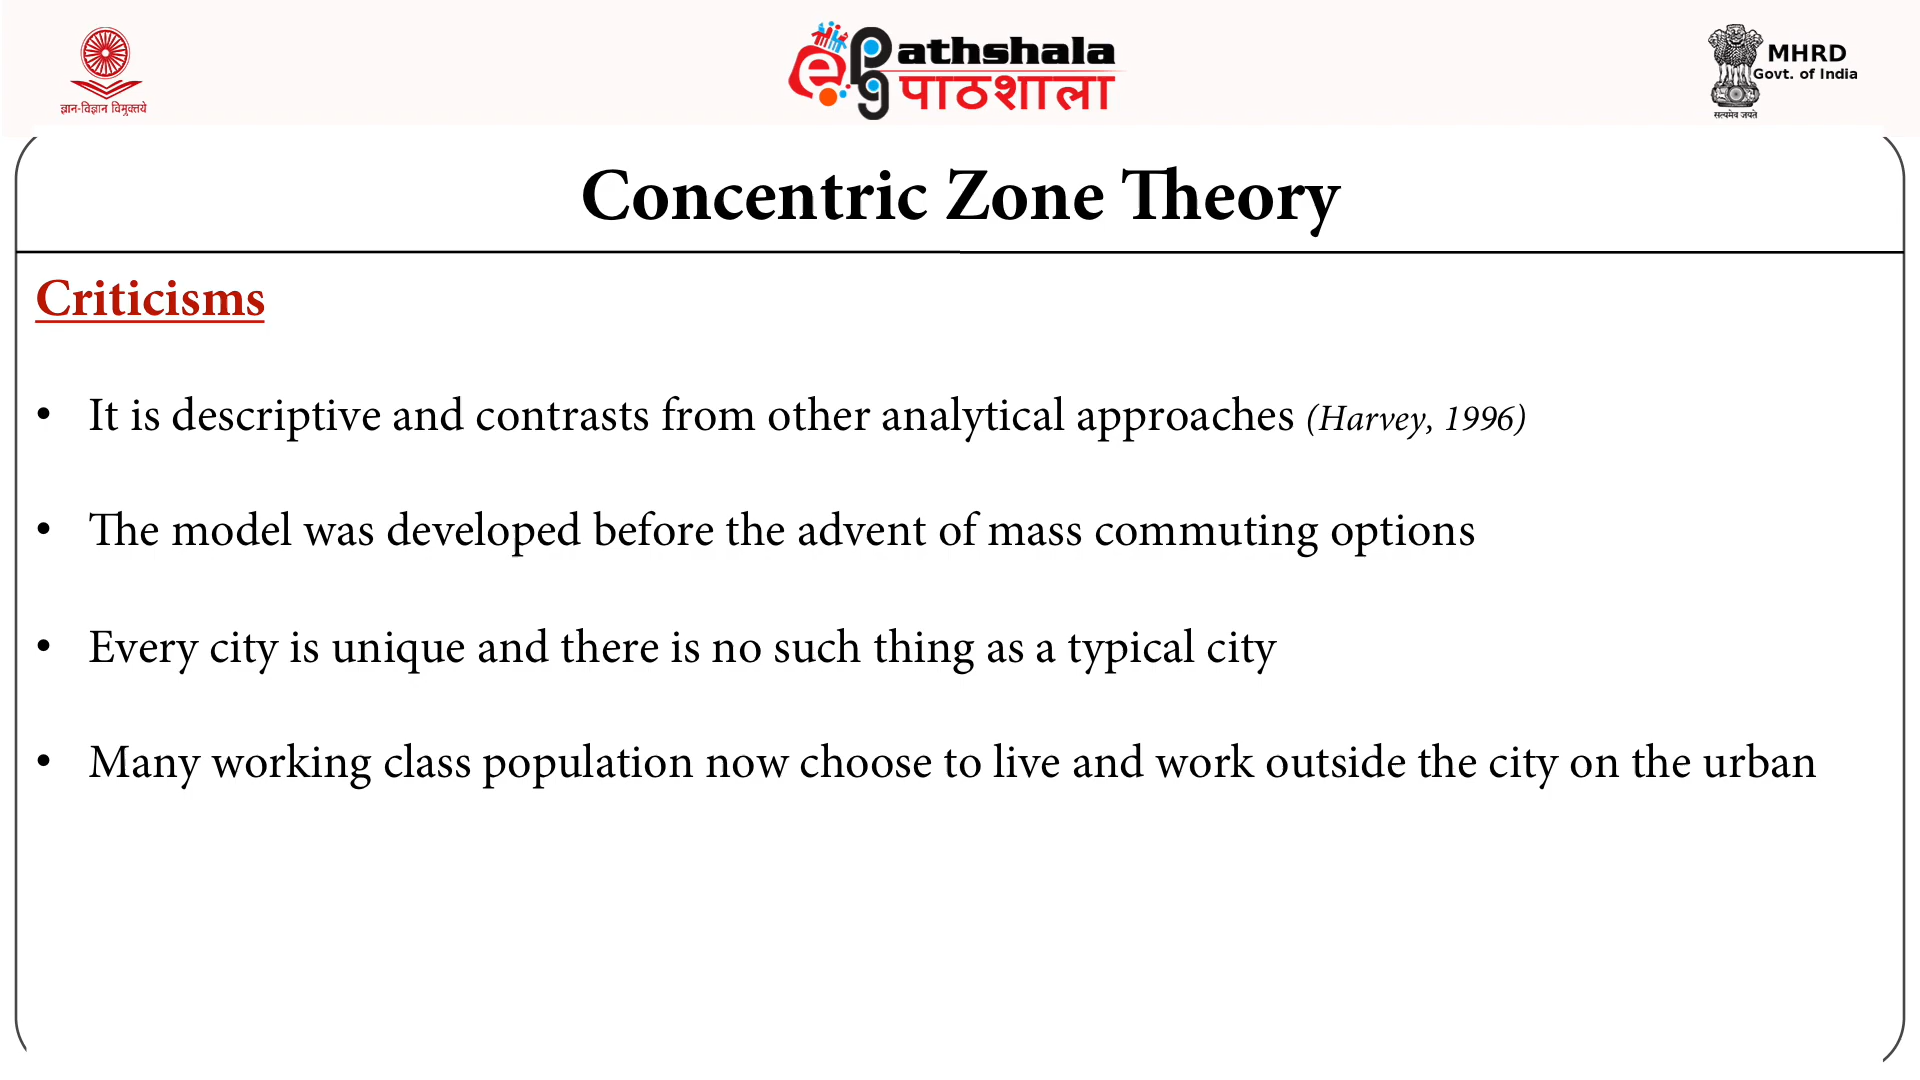 ज्ञान-विज्ञान विमुक्तये
ePG athshala
पाठशाला
MHRD
Govt. of India
सत्यमेव जयते
Concentric Zone Theory
Criticisms
• It is descriptive and contrasts from other analytical approaches (Harvey, 1996)
• The model was developed before the advent of mass commuting options
• Every city is unique and there is no such thing as a typical city
• Many working class population now choose to live and work outside the city on the urban